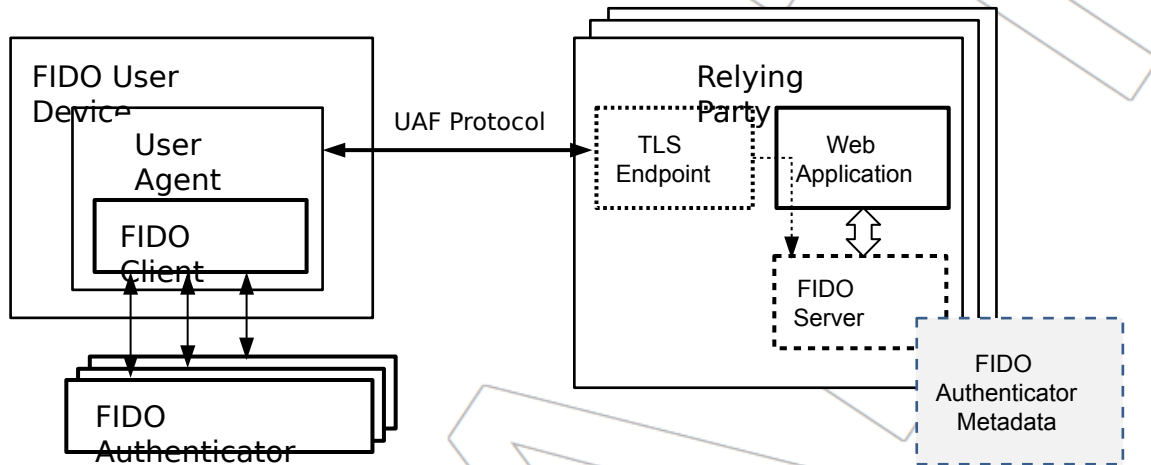 FIDO User
Device
User
Agent
FIDO
Client
FIDO
Authenticator
UAF Protocol
Relying
Party
TLS
Endpoint
Web
Application
FIDO
Server
FIDO
Authenticator
Metadata